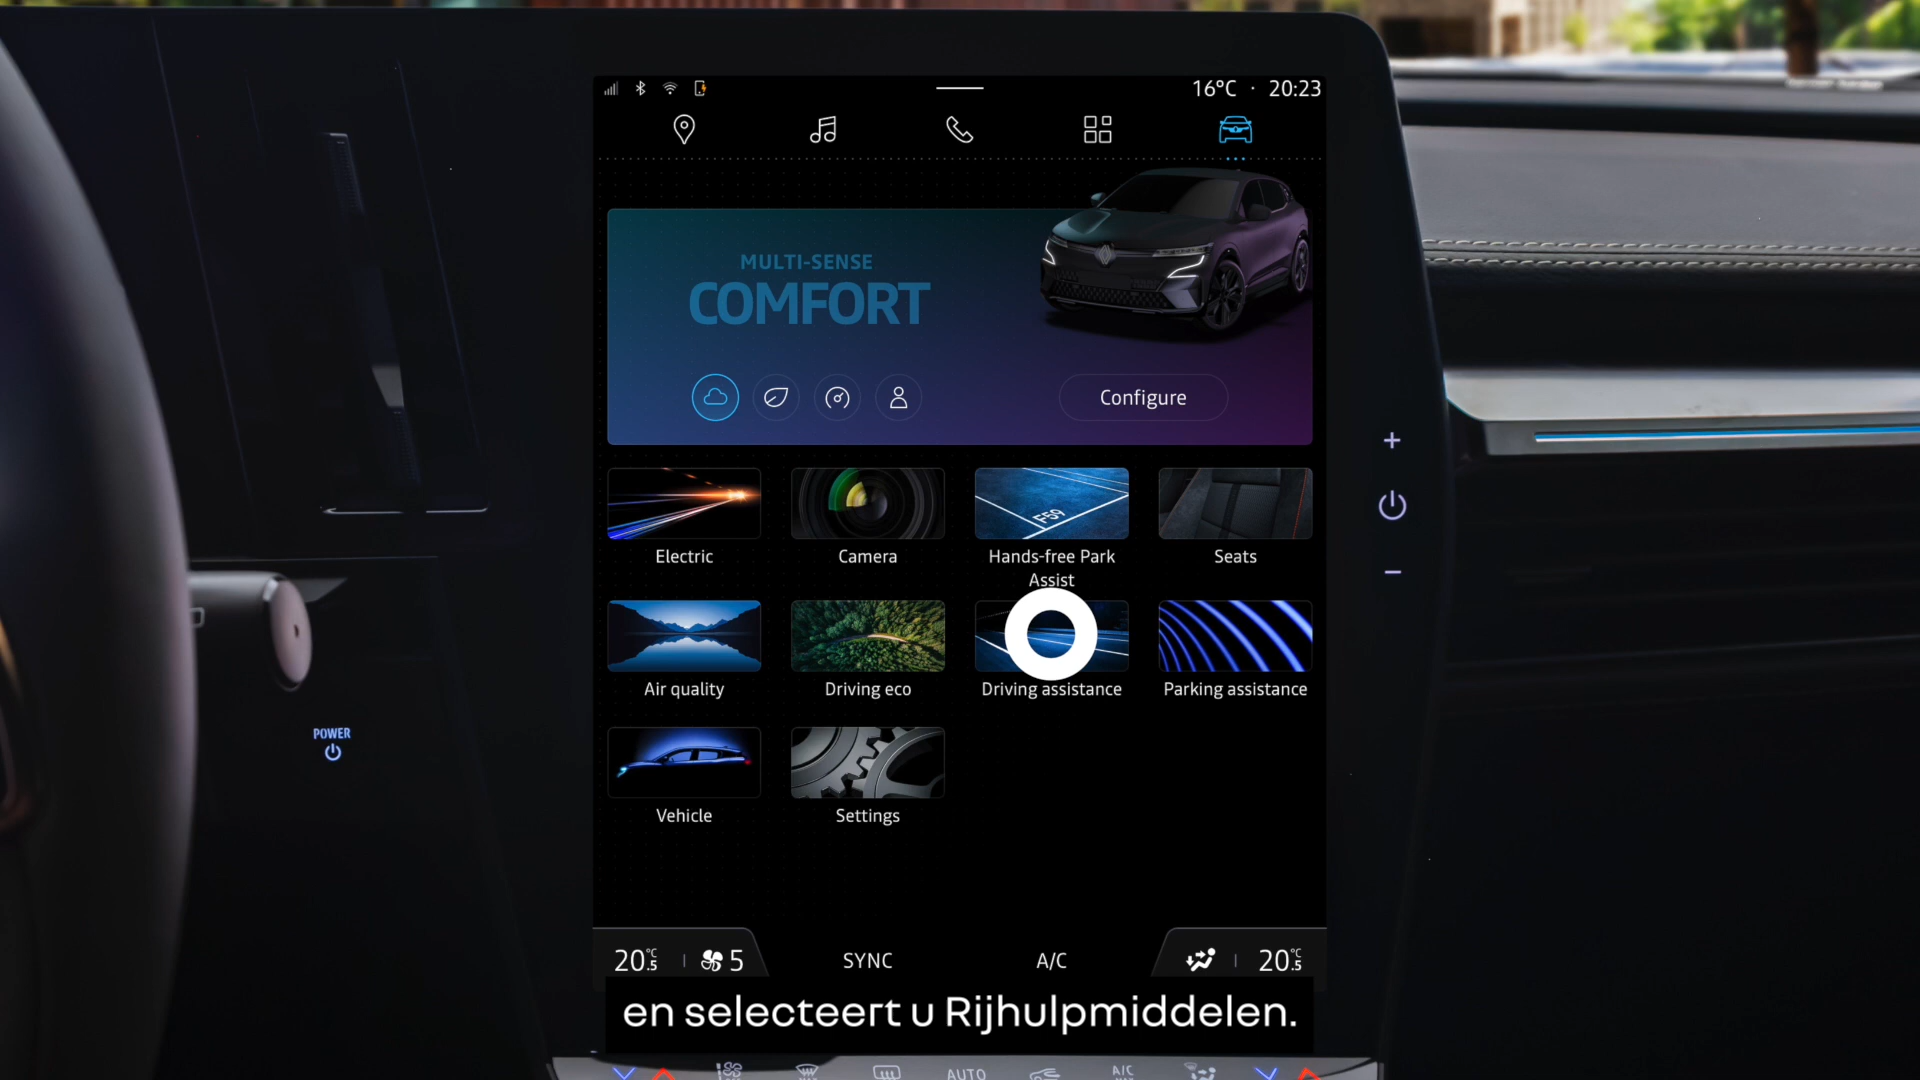 16°C · 20:23
MULTI-SENSE
COMFORT
Configure
Electric
Camera
Hands-free Park
Assist
Seats
F59
Air quality
Driving eco
Driving assistance
Parking assistance
POWER
Vehicle
Settings
20.5°C
5
SYNC
A/C
20.5°C
en selecteert u Rijhulpmiddelen.
AUTO
A/C